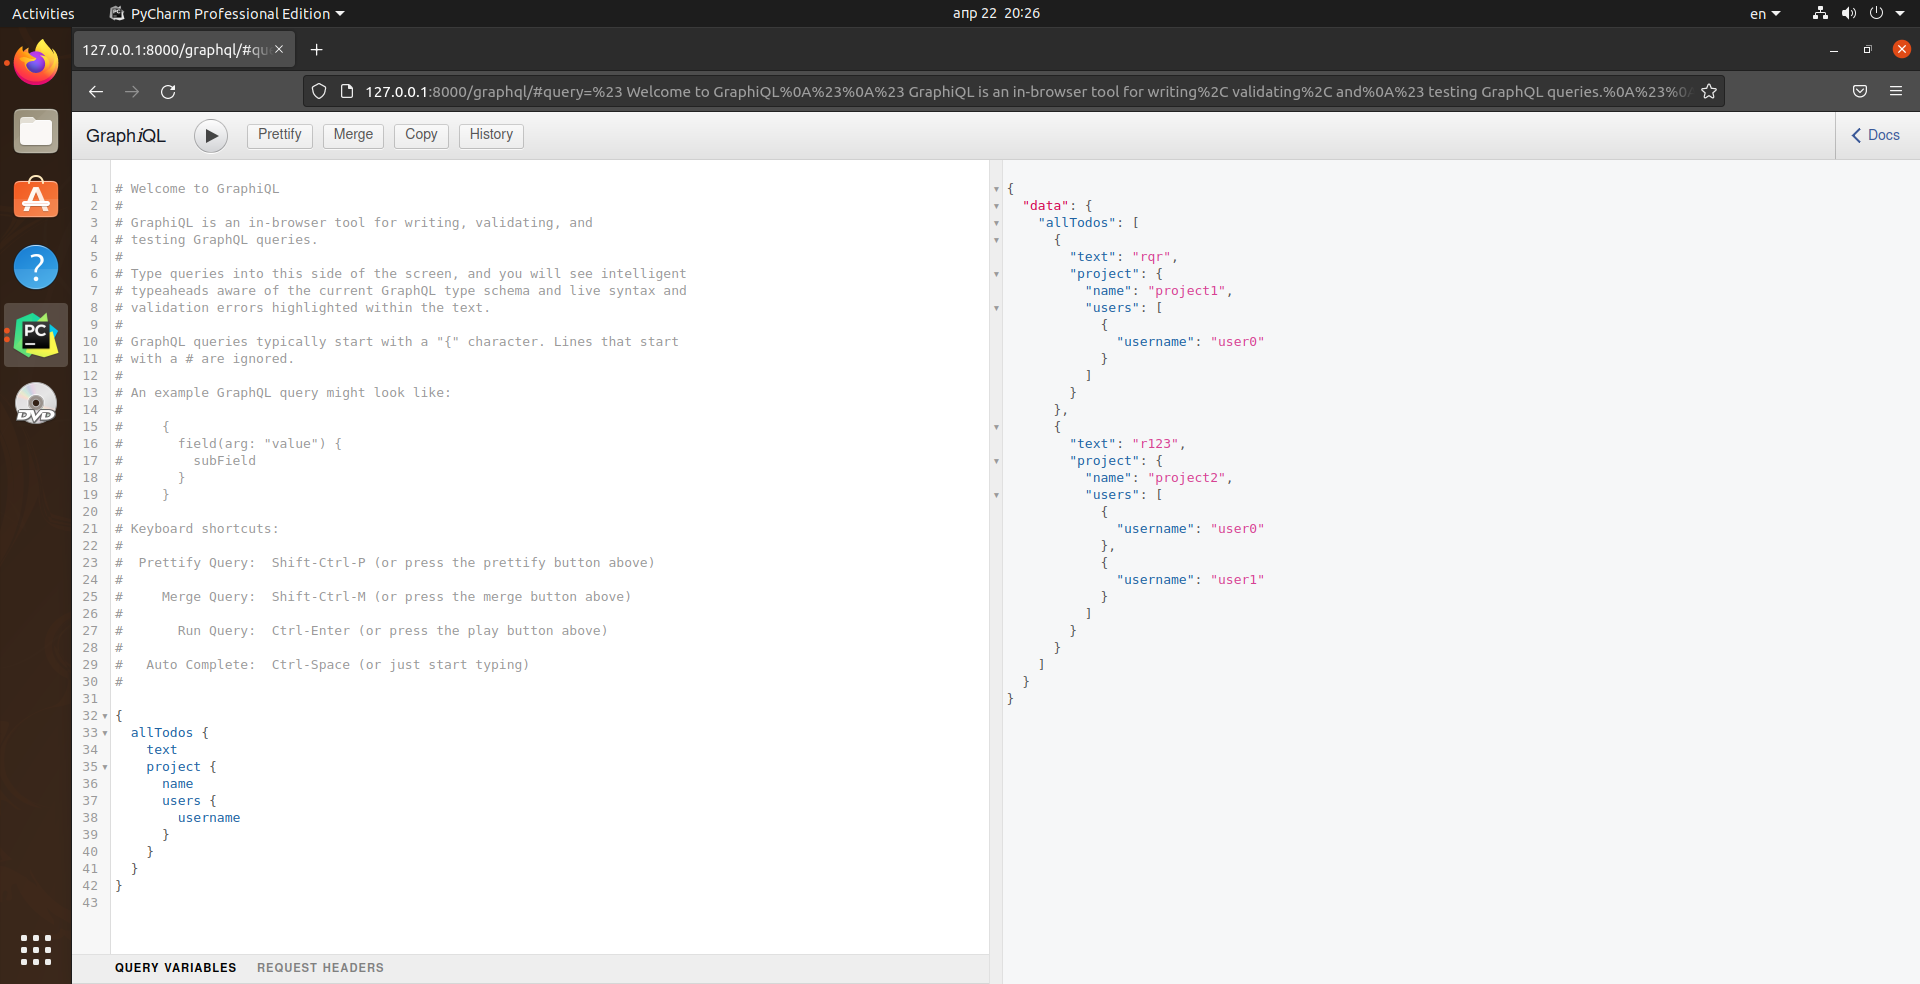 Activities PyCharm Professional Edition апр 22 20:26 en
127.0.0.1:8000/graphql/#qu
127.0.0.1:8000/graphql/#query=%23 Welcome to GraphiQL%0A%23%0A%23 GraphiQL is an in-browser tool for writing%2C validating%2C and%0A%23 testing GraphQL queries.%0A%23%0A
GraphiQL Prettify Merge Copy History Docs
1 # Welcome to GraphiQL
2 #
3 # GraphiQL is an in-browser tool for writing, validating, and
4 # testing GraphQL queries.
5 #
6 # Type queries into this side of the screen, and you will see intelligent
7 # typeaheads aware of the current GraphQL type schema and live syntax and
8 # validation errors highlighted within the text.
9 #
10 # GraphQL queries typically start with a "{" character. Lines that start
11 # with a # are ignored.
12 #
13 # An example GraphQL query might look like:
14 #
15 #     {
16 #       field(arg: "value") {
17 #         subField
18 #       }
19 #     }
20 #
21 # Keyboard shortcuts:
22 #
23 #  Prettify Query:  Shift-Ctrl-P (or press the prettify button above)
24 #
25 #     Merge Query:  Shift-Ctrl-M (or press the merge button above)
26 #
27 #       Run Query:  Ctrl-Enter (or press the play button above)
28 #
29 #   Auto Complete:  Ctrl-Space (or just start typing)
30 #
31
32 {
33   allTodos {
34     text
35     project {
36       name
37       users {
38         username
39       }
40     }
41   }
42 }
43
QUERY VARIABLES REQUEST HEADERS
{
  "data": {
    "allTodos": [
      {
        "text": "rqr",
        "project": {
          "name": "project1",
          "users": [
            {
              "username": "user0"
            }
          ]
        }
      },
      {
        "text": "r123",
        "project": {
          "name": "project2",
          "users": [
            {
              "username": "user0"
            },
            {
              "username": "user1"
            }
          ]
        }
      }
    ]
  }
}
PC
DVD